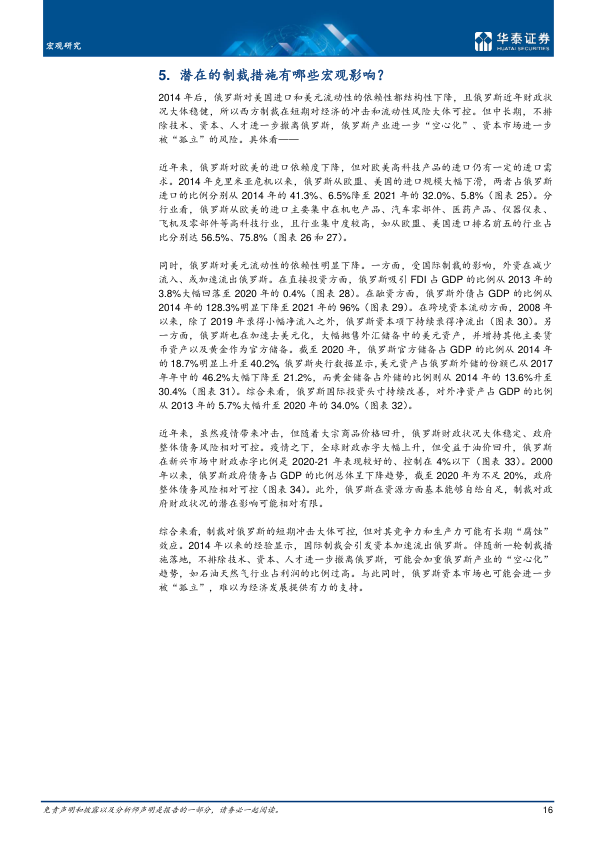 宏观研究
华泰证券
HUATAI SECURITIES
5. 潜在的制裁措施有哪些宏观影响？
2014 年后，俄罗斯对美国进口和美元流动性的依赖性都结构性下降，且俄罗斯近年财政状
况大体稳健，所以西方制裁在短期对经济的冲击和流动性风险大体可控。但中长期，不排
除技术、资本、人才进一步撤离俄罗斯，俄罗斯产业进一步“空心化”、资本市场进一步
被“孤立”的风险。具体看——
近年来，俄罗斯对欧美的进口依赖度下降，但对欧美高科技产品的进口仍有一定的进口需
求。2014 年克里米亚危机以来，俄罗斯从欧盟、美国的进口规模大幅下滑，两者占俄罗斯
进口的比例分别从 2014 年的 41.3%、6.5%降至 2021 年的 32.0%、5.8%（图表 25）。分
行业看，俄罗斯从欧美的进口主要集中在机电产品、汽车零部件、医药产品、仪器仪表、
飞机及零部件等高科技行业，且行业集中度较高，如从欧盟、美国进口排名前五的行业占
比分别达 56.5%、75.8%（图表 26 和 27）。
同时，俄罗斯对美元流动性的依赖性明显下降。一方面，受国际制裁的影响，外资在减少
流入、或加速流出俄罗斯。在直接投资方面，俄罗斯吸引 FDI 占 GDP 的比例从 2013 年的
3.8%大幅回落至 2020 年的 0.4%（图表 28）。在融资方面，俄罗斯外债占 GDP 的比例从
2014 年的 128.3%明显下降至 2021 年的 96%（图表 29）。在跨境资本流动方面，2008 年
以来，除了 2019 年录得小幅净流入之外，俄罗斯资本项下持续录得净流出（图表 30）。另
一方面，俄罗斯也在加速去美元化，大幅抛售外汇储备中的美元资产，并增持其他主要货
币资产以及黄金作为官方储备。截至 2020 年，俄罗斯官方储备占 GDP 的比例从 2014 年
的 18.7%明显上升至 40.2%，俄罗斯央行数据显示，美元资产占俄罗斯外储的份额已从 2017
年年中的 46.2%大幅下降至 21.2%，而黄金储备占外储的比例则从 2014 年的 13.6%升至
30.4%（图表 31）。综合来看，俄罗斯国际投资头寸持续改善，对外净资产占 GDP 的比例
从 2013 年的 5.7%大幅升至 2020 年的 34.0%（图表 32）。
近年来，虽然疫情带来冲击，但随着大宗商品价格回升，俄罗斯财政状况大体稳定、政府
整体债务风险相对可控。疫情之下，全球财政赤字大幅上升，但受益于油价回升，俄罗斯
在新兴市场中财政赤字比例是 2020-21 年表现较好的、控制在 4%以下（图表 33）。2000
年以来，俄罗斯政府债务占 GDP 的比例总体呈下降趋势，截至 2020 年为不足 20%，政府
整体债务风险相对可控（图表 34）。此外，俄罗斯在资源方面基本能够自给自足，制裁对政
府财政状况的潜在影响可能相对有限。
综合来看，制裁对俄罗斯的短期冲击大体可控，但对其竞争力和生产力可能有长期“腐蚀”
效应。2014 年以来的经验显示，国际制裁会引发资本加速流出俄罗斯。伴随新一轮制裁措
施落地，不排除技术、资本、人才进一步撤离俄罗斯，可能会加重俄罗斯产业的“空心化”
趋势，如石油天然气行业占利润的比例过高。与此同时，俄罗斯资本市场也可能会进一步
被“孤立”，难以为经济发展提供有力的支持。
免责声明和披露以及分析师声明是报告的一部分，请务必一起阅读。
16